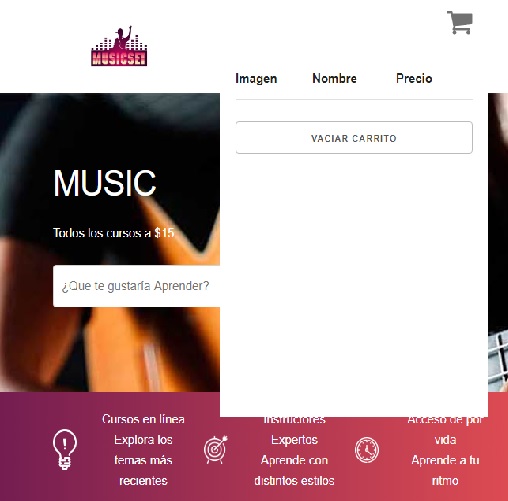 MUSICSET
Imagen Nombre Precio
VACIAR CARRITO
MUSIC
Todos los cursos a $15
¿Que te gustaría Aprender?
Cursos en línea
Explora los
temas más
recientes
Instructores
Expertos
Aprende con
distintos estilos
Acceso de por
vida
Aprende a tu
ritmo